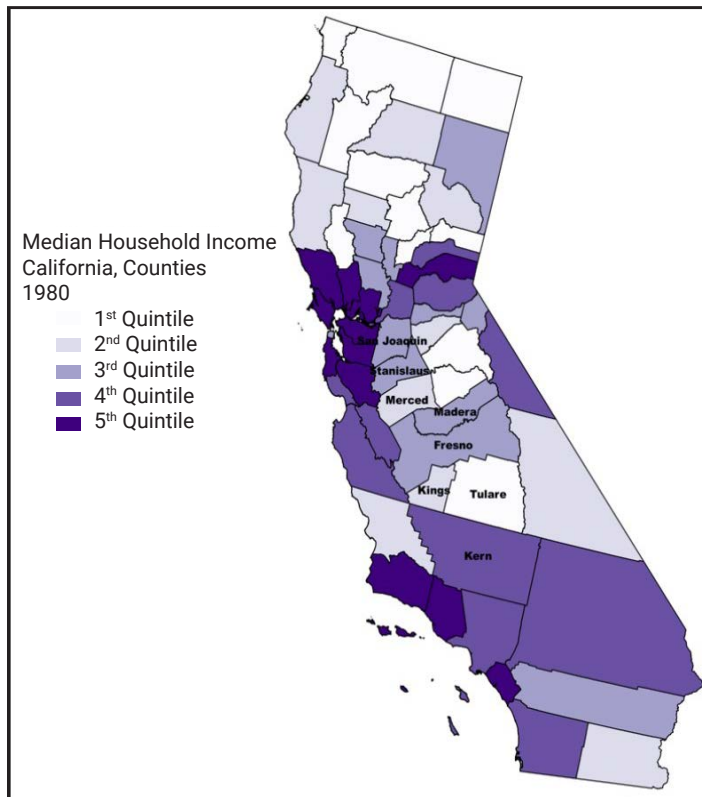 Median Household Income
California, Counties
1980
1st Quintile
2nd Quintile
3rd Quintile
4th Quintile
5th Quintile
San Joaquin
Stanislaus
Merced
Madera
Fresno
Kings
Tulare
Kern